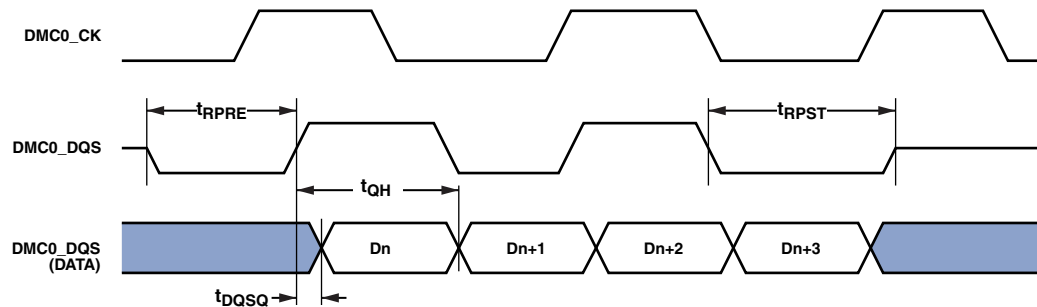 DMC0_CK
tRPRE
tRPST
DMC0_DQS
tQH
DMC0_DQS
(DATA)
Dn
Dn+1
Dn+2
Dn+3
tDQSQ